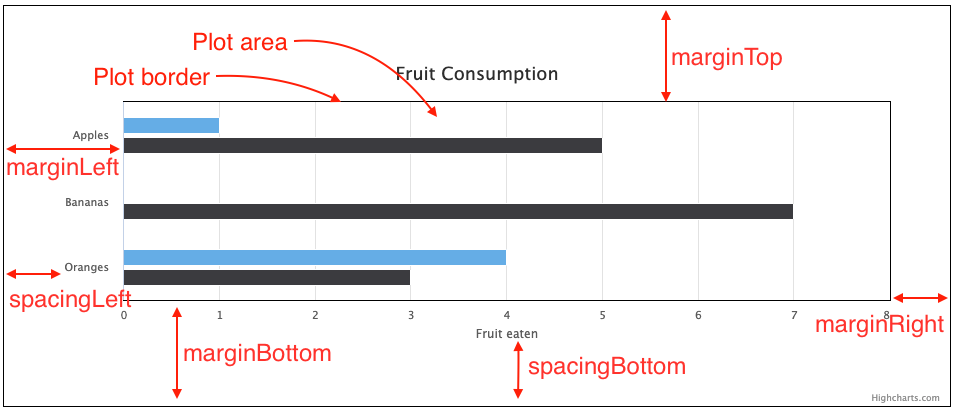 Plot area
marginTop
Fruit Consumption
Plot border
Apples
marginLeft
Bananas
Oranges
spacingLeft
0 1 2 3 4 5 6 7 8
marginRight
Fruit eaten
marginBottom
spacingBottom
Highcharts.com